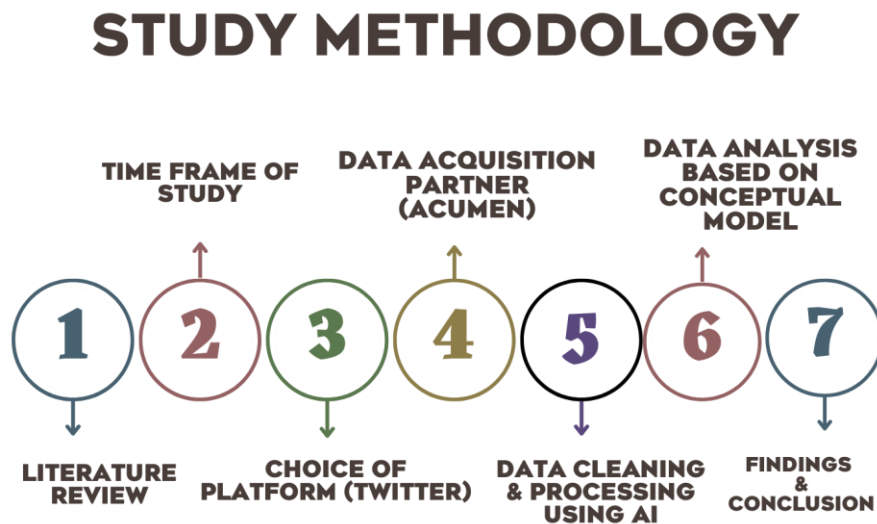 STUDY METHODOLOGY
TIME FRAME OF
STUDY
DATA ACQUISITION
PARTNER
(ACUMEN)
DATA ANALYSIS
BASED ON
CONCEPTUAL
MODEL
1 2 3 4 5 6 7
LITERATURE
REVIEW
CHOICE OF
PLATFORM (TWITTER)
DATA CLEANING
& PROCESSING
USING AI
FINDINGS
&
CONCLUSION